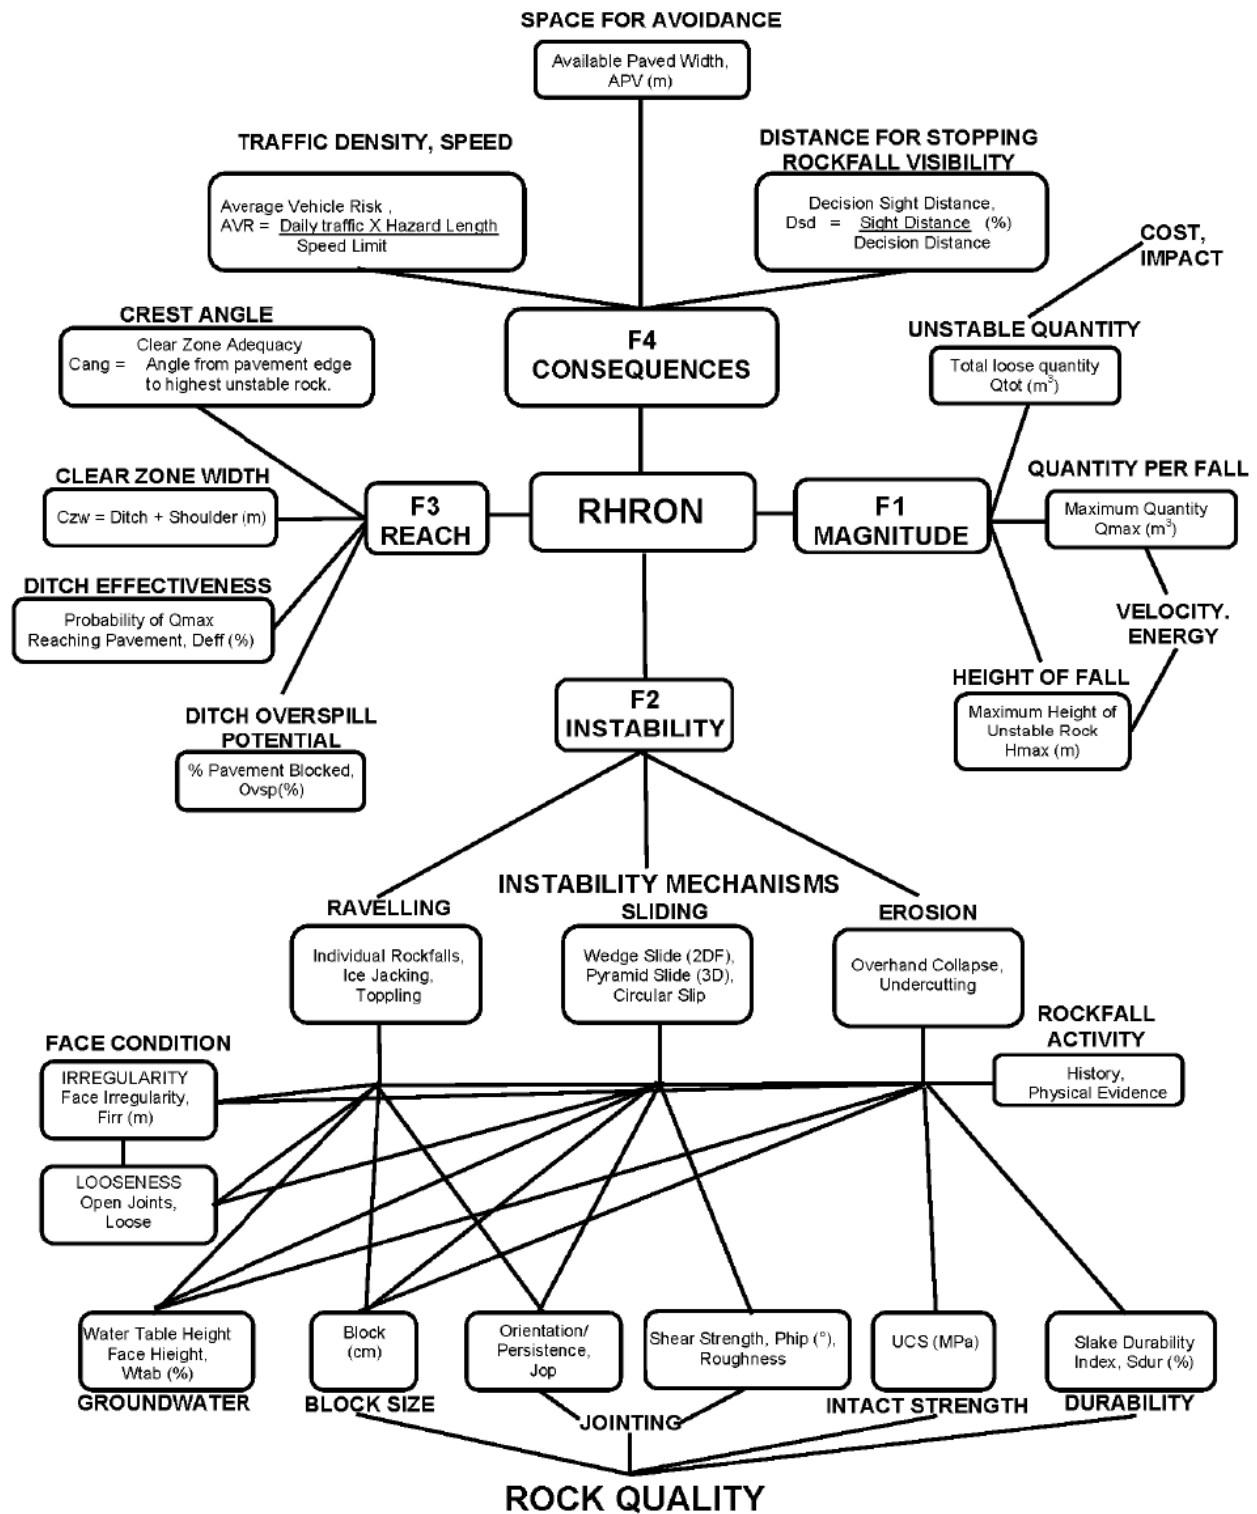 SPACE FOR AVOIDANCE
Available Paved Width,
APV (m)
TRAFFIC DENSITY, SPEED
Average Vehicle Risk ,
AVR = Daily traffic X Hazard Length
Speed Limit
DISTANCE FOR STOPPING
ROCKFALL VISIBILITY
Decision Sight Distance,
Dsd = Sight Distance (%)
Decision Distance
COST,
IMPACT
CREST ANGLE
Clear Zone Adequacy
Cang = Angle from pavement edge
to highest unstable rock.
F4
CONSEQUENCES
UNSTABLE QUANTITY
Total loose quantity
Qtot (m³)
CLEAR ZONE WIDTH
Czw = Ditch + Shoulder (m)
F3
REACH
RHRON
F1
MAGNITUDE
QUANTITY PER FALL
Maximum Quantity
Qmax (m³)
DITCH EFFECTIVENESS
Probability of Qmax
Reaching Pavement, Deff (%)
VELOCITY.
ENERGY
DITCH OVERSPILL
POTENTIAL
% Pavement Blocked,
Ovsp(%)
F2
INSTABILITY
HEIGHT OF FALL
Maximum Height of
Unstable Rock
Hmax (m)
INSTABILITY MECHANISMS
RAVELLING
Individual Rockfalls,
Ice Jacking,
Toppling
SLIDING
Wedge Slide (2DF),
Pyramid Slide (3D),
Circular Slip
EROSION
Overhand Collapse,
Undercutting
FACE CONDITION
IRREGULARITY
Face Irregularity,
Firr (m)
ROCKFALL
ACTIVITY
History,
Physical Evidence
LOOSENESS
Open Joints,
Loose
Water Table Height
Face Hieight,
Wtab (%)
GROUNDWATER
Block
(cm)
BLOCK SIZE
Orientation/
Persistence,
Jop
Shear Strength, Phip (°),
Roughness
JOINTING
UCS (MPa)
INTACT STRENGTH
Slake Durability
Index, Sdur (%)
DURABILITY
ROCK QUALITY